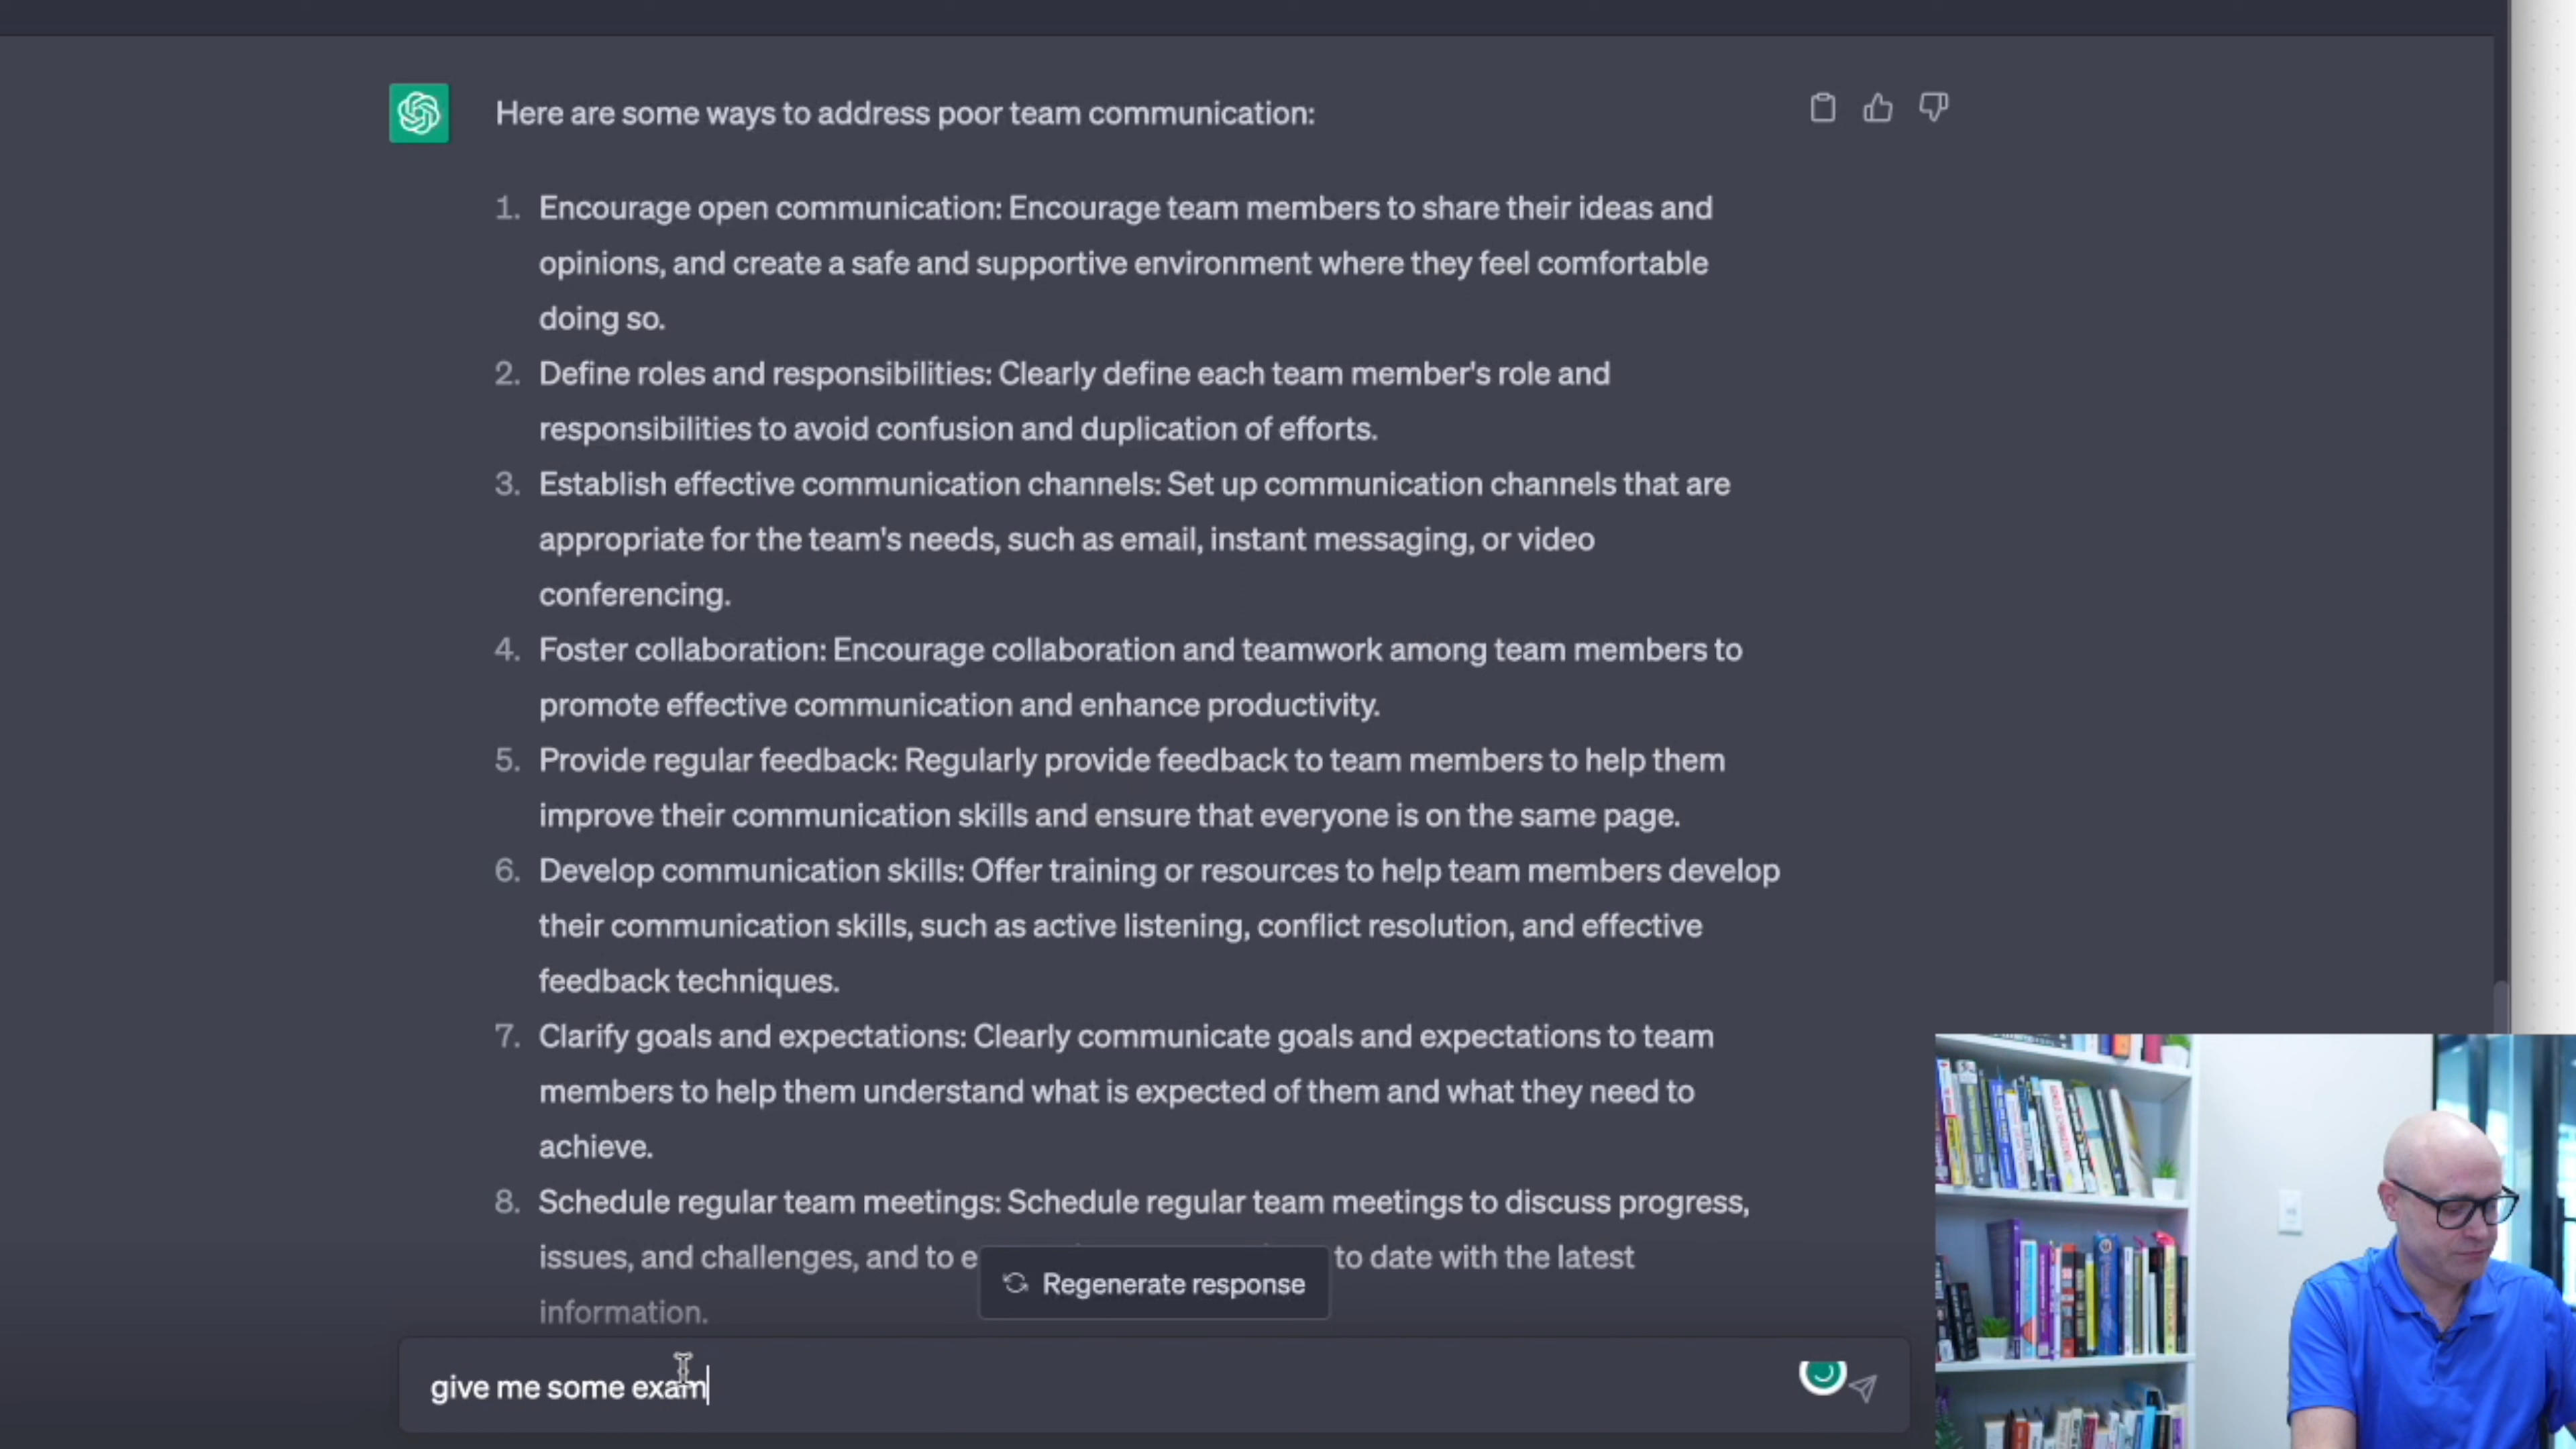 Here are some ways to address poor team communication:
1. Encourage open communication: Encourage team members to share their ideas and
opinions, and create a safe and supportive environment where they feel comfortable
doing so.
2. Define roles and responsibilities: Clearly define each team member's role and
responsibilities to avoid confusion and duplication of efforts.
3. Establish effective communication channels: Set up communication channels that are
appropriate for the team's needs, such as email, instant messaging, or video
conferencing.
4. Foster collaboration: Encourage collaboration and teamwork among team members to
promote effective communication and enhance productivity.
5. Provide regular feedback: Regularly provide feedback to team members to help them
improve their communication skills and ensure that everyone is on the same page.
6. Develop communication skills: Offer training or resources to help team members develop
their communication skills, such as active listening, conflict resolution, and effective
feedback techniques.
7. Clarify goals and expectations: Clearly communicate goals and expectations to team
members to help them understand what is expected of them and what they need to
achieve.
8. Schedule regular team meetings: Schedule regular team meetings to discuss progress,
issues, and challenges, and to to date with the latest
Regenerate response
information.
give me some exam